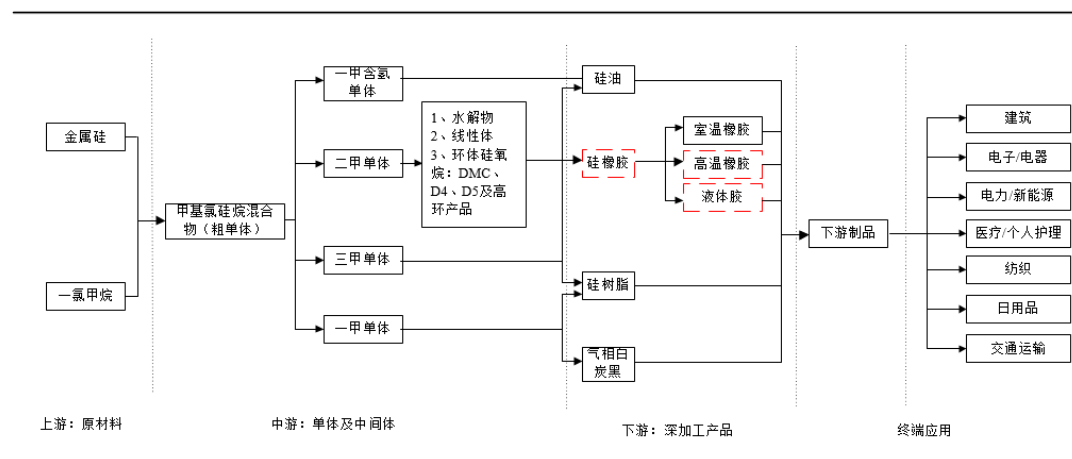 金属硅
一氯甲烷
甲基氯硅烷混合
物（粗单体）
一甲含氢
单体
二甲单体
三甲单体
一甲单体
1、水解物
2、线性体
3、环体硅氧
烷：DMC、
D4、D5及高
环产品
硅油
硅橡胶
硅树脂
气相白
炭黑
室温橡胶
高温橡胶
液体胶
下游制品
建筑
电子/电器
电力/新能源
医疗/个人护理
纺织
日用品
交通运输
上游：原材料
中游：单体及中间体
下游：深加工产品
终端应用